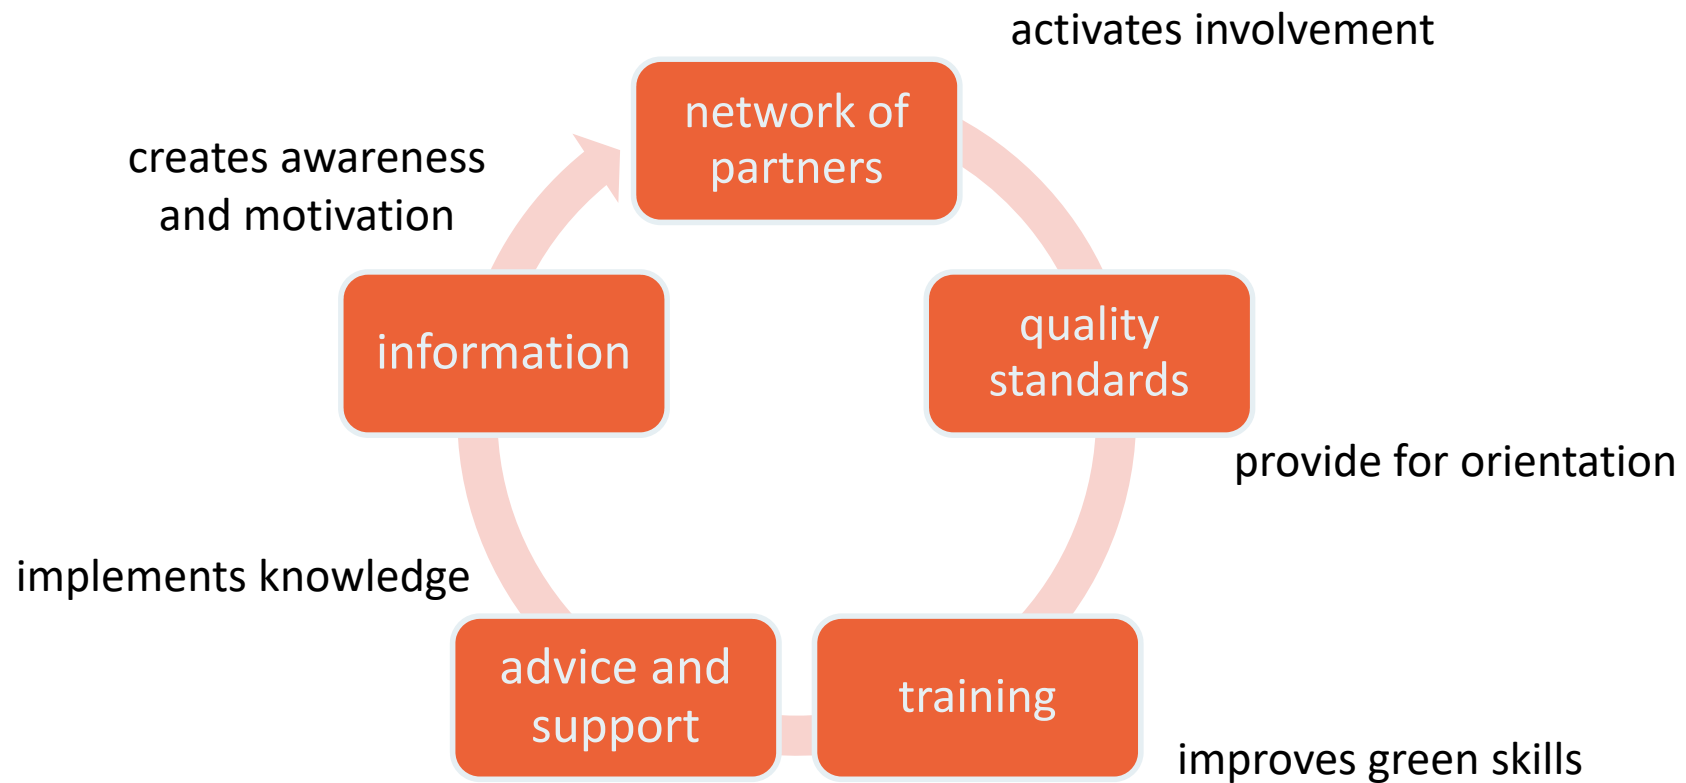 activates involvement
network of
partners
creates awareness
and motivation
information
quality
standards
provide for orientation
implements knowledge
advice and
support
training
improves green skills